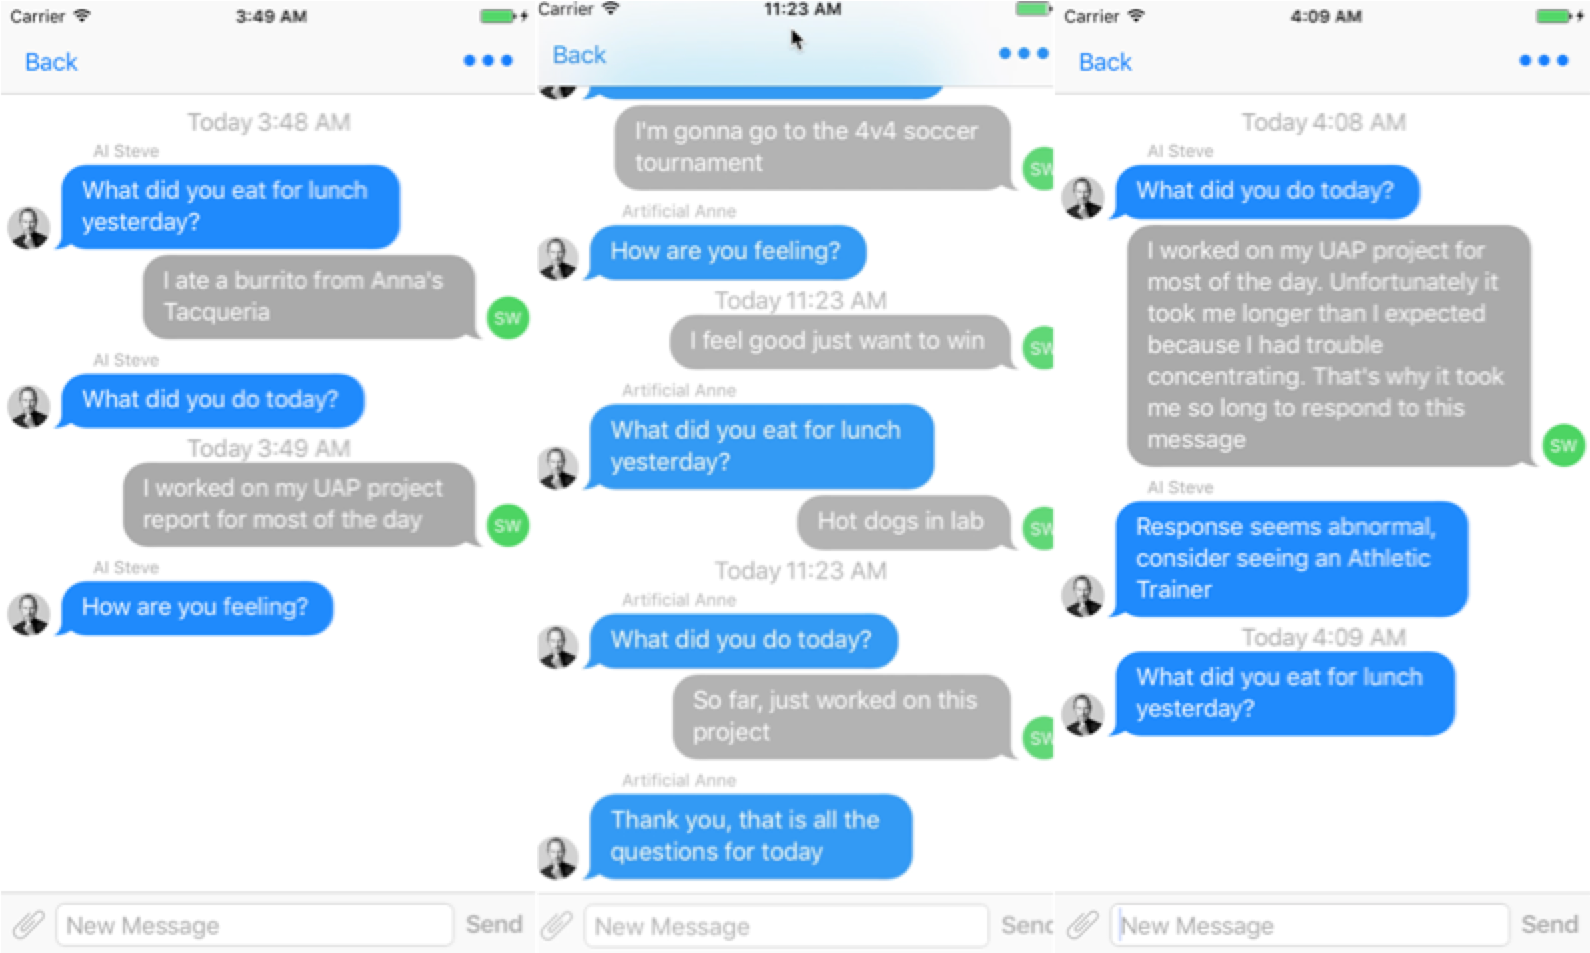 Carrier 3:49 AM
Back
Today 3:48 AM
AI Steve
What did you eat for lunch
yesterday?
I ate a burrito from Anna's
Tacqueria
SW
AI Steve
What did you do today?
Today 3:49 AM
I worked on my UAP project
report for most of the day
SW
AI Steve
How are you feeling?
New Message Send
Carrier 11:23 AM
Back
I'm gonna go to the 4v4 soccer
tournament
SW
Artificial Anne
How are you feeling?
Today 11:23 AM
I feel good just want to win
SW
Artificial Anne
What did you eat for lunch
yesterday?
Hot dogs in lab
SW
Today 11:23 AM
Artificial Anne
What did you do today?
So far, just worked on this
project
SW
Artificial Anne
Thank you, that is all the
questions for today
New Message Send
Carrier 4:09 AM
Back
Today 4:08 AM
AI Steve
What did you do today?
I worked on my UAP project for
most of the day. Unfortunately it
took me longer than I expected
because I had trouble
concentrating. That's why it took
me so long to respond to this
message
SW
AI Steve
Response seems abnormal,
consider seeing an Athletic
Trainer
Today 4:09 AM
What did you eat for lunch
yesterday?
New Message Send